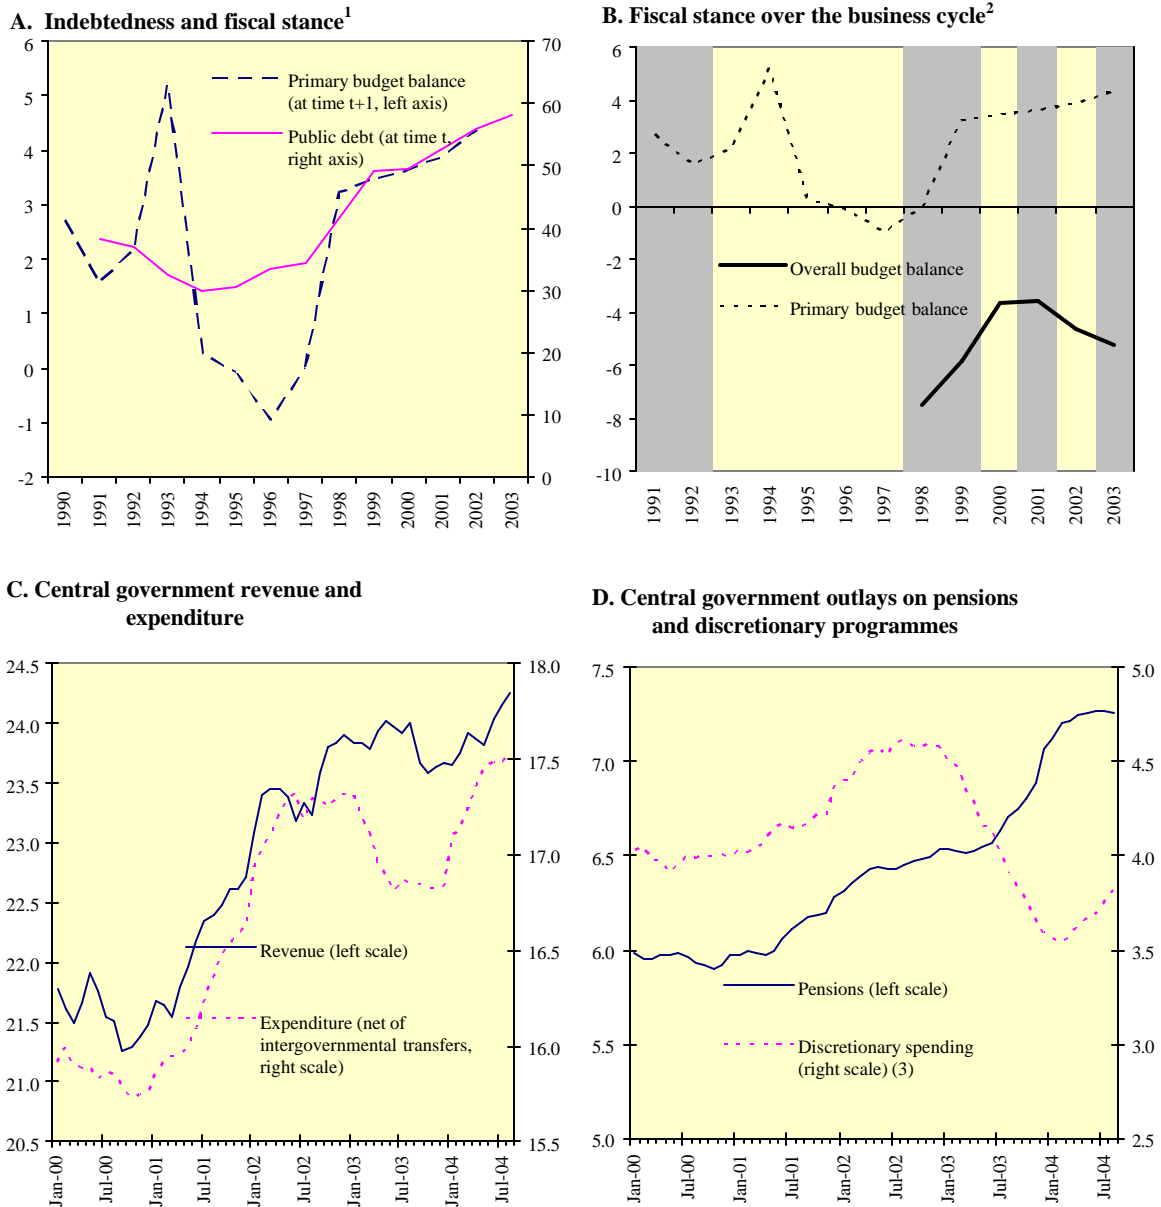 A. Indebtedness and fiscal stance1
6
5
4
3
2
1
0
-1
-2
70
60
50
40
30
20
10
0
Primary budget balance
(at time t+1, left axis)
Public debt (at time t,
right axis)
1990
1991
1992
1993
1994
1995
1996
1997
1998
1999
2000
2001
2002
2003
B. Fiscal stance over the business cycle2
6
4
2
0
-2
-4
-6
-8
-10
Overall budget balance
Primary budget balance
1991
1992
1993
1994
1995
1996
1997
1998
1999
2000
2001
2002
2003
C. Central government revenue and
expenditure
24.5
24.0
23.5
23.0
22.5
22.0
21.5
21.0
20.5
18.0
17.5
17.0
16.5
16.0
15.5
Revenue (left scale)
Expenditure (net of
intergovernmental transfers,
right scale)
Jan-00
Jul-00
Jan-01
Jul-01
Jan-02
Jul-02
Jan-03
Jul-03
Jan-04
Jul-04
D. Central government outlays on pensions
and discretionary programmes
7.5
7.0
6.5
6.0
5.5
5.0
5.0
4.5
4.0
3.5
3.0
2.5
Pensions (left scale)
Discretionary spending
(right scale) (3)
Jan-00
Jul-00
Jan-01
Jul-01
Jan-02
Jul-02
Jan-03
Jul-03
Jan-04
Jul-04